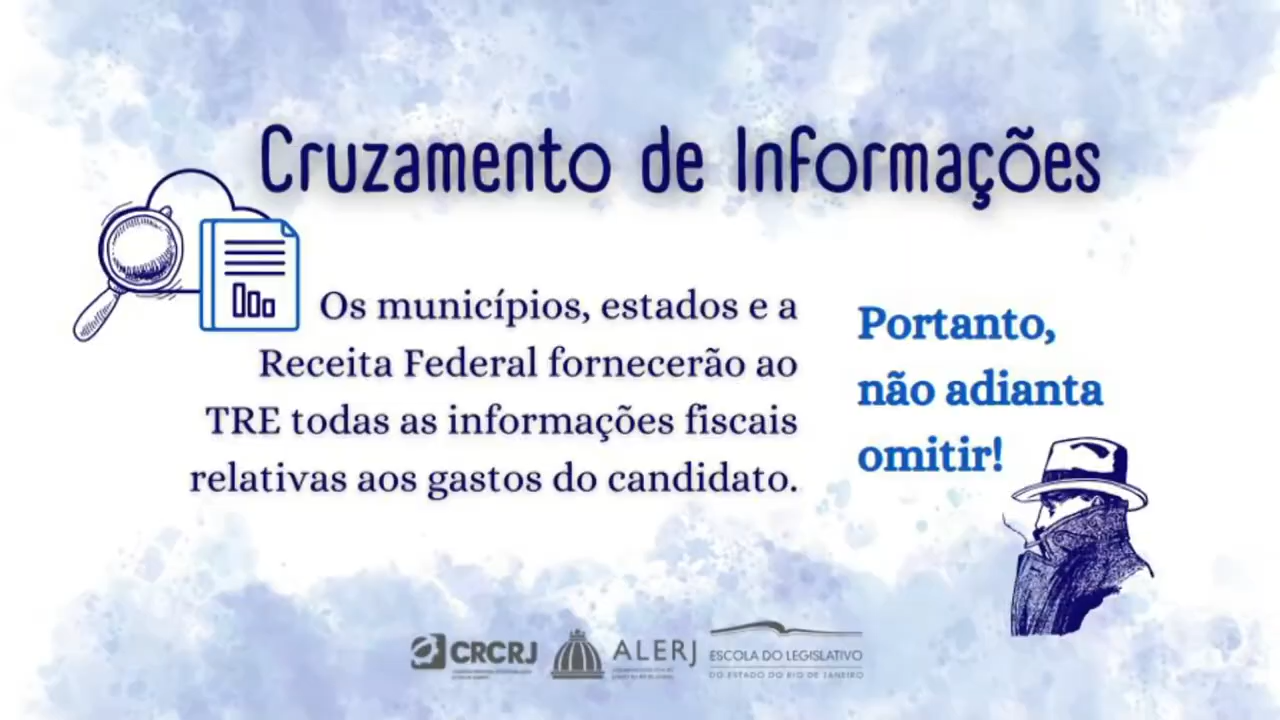 Cruzamento de Informações
Os municípios, estados e a
Receita Federal fornecerão ao
TRE todas as informações fiscais
relativas aos gastos do candidato.
Portanto,
não adianta
omitir!
CRCRJ
ALERJ
ESCOLA DO LEGISLATIVO
DO ESTADO DO RIO DE JANEIRO